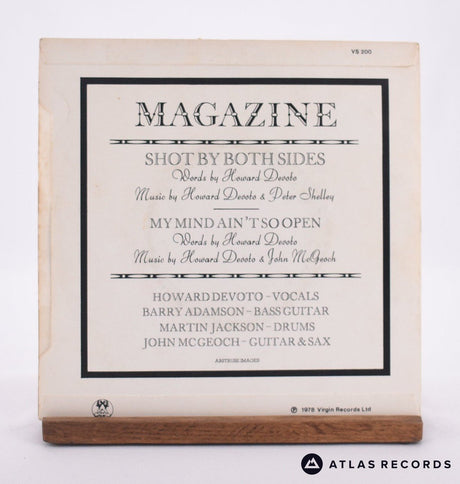 VS 200
MAGAZINE
SHOT BY BOTH SIDES
Words by Howard Devoto
Music by Howard Devoto & Peter Shelley
MY MIND AIN'T SO OPEN
Words by Howard Devoto
Music by Howard Devoto & John McGeoch
HOWARD DEVOTO - VOCALS
BARRY ADAMSON - BASS GUITAR
MARTIN JACKSON - DRUMS
JOHN MCGEOCH - GUITAR & SAX
ABSTRUSE IMAGES
℗ 1978 Virgin Records Ltd
ATLAS RECORDS